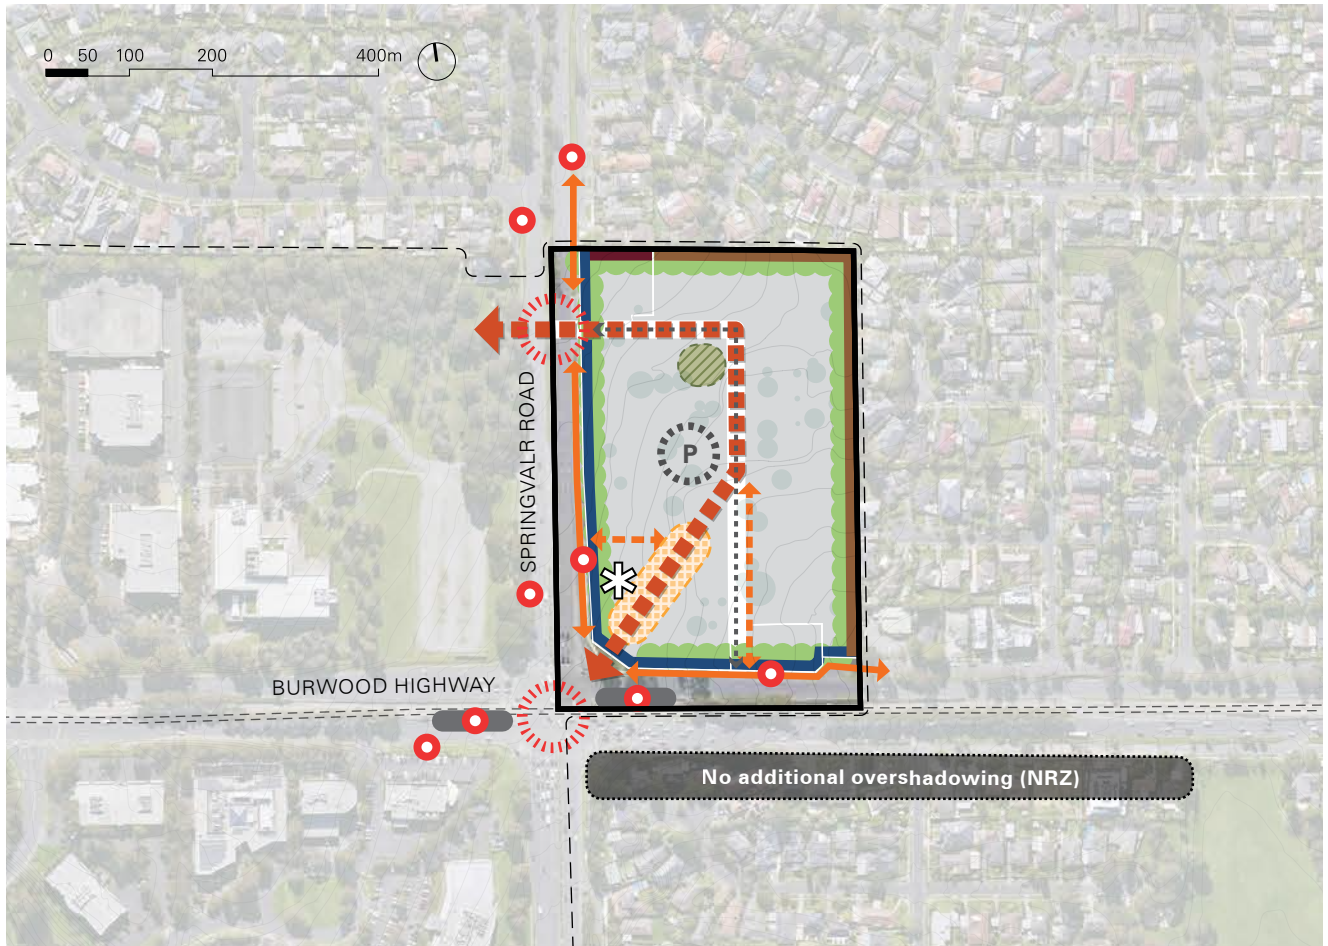 0 50 100 200 400m
SPRINGVALR ROAD
P
BURWOOD HIGHWAY
No additional overshadowing (NRZ)